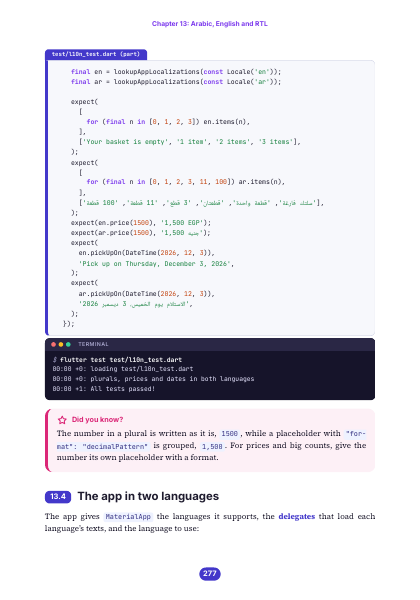 Chapter 13: Arabic, English and RTL
test/l10n_test.dart (part)
final en = lookupAppLocalizations(const Locale('en'));
final ar = lookupAppLocalizations(const Locale('ar'));
expect(
[
for (final n in [0, 1, 2, 3]) en.items(n),
],
['Your basket is empty', '1 item', '2 items', '3 items'],
);
expect(
[
for (final n in [0, 1, 2, 3, 11, 100]) ar.items(n),
],
['سلتك فارغة', 'قطعة واحدة', 'قطعتان', '3 قطع', '11 قطعة', '100 قطعة'],
);
expect(en.price(1500), '1,500 EGP');
expect(ar.price(1500), '1,500 جنيه');
expect(
en.pickUpOn(DateTime(2026, 12, 3)),
'Pick up on Thursday, December 3, 2026',
);
expect(
ar.pickUpOn(DateTime(2026, 12, 3)),
'الاستلام يوم الخميس، 3 ديسمبر 2026',
);
});
TERMINAL
$ flutter test test/l10n_test.dart
00:00 +0: loading test/l10n_test.dart
00:00 +0: plurals, prices and dates in both languages
00:00 +1: All tests passed!
Did you know?
The number in a plural is written as it is, 1500, while a placeholder with "for-
mat": "decimalPattern" is grouped, 1,500. For prices and big counts, give the
number its own placeholder with a format.
13.4 The app in two languages
The app gives MaterialApp the languages it supports, the delegates that load each
language's texts, and the language to use:
277